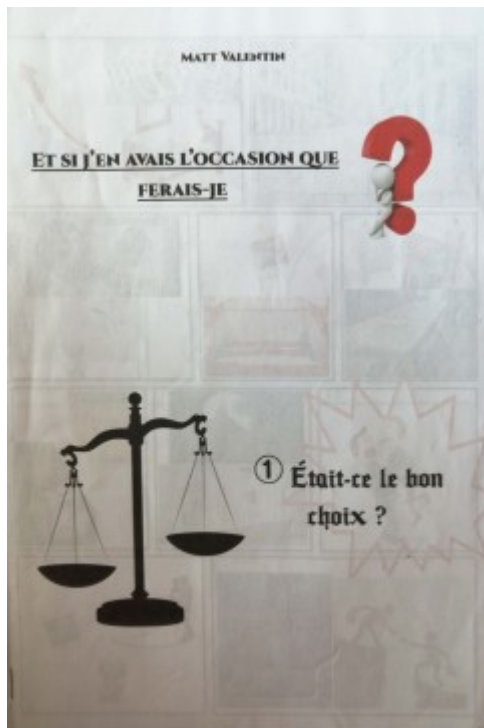 MATT VALENTIN
ET SI J'EN AVAIS L'OCCASION QUE
FERAIS-JE
?
① Était-ce le bon
choix ?